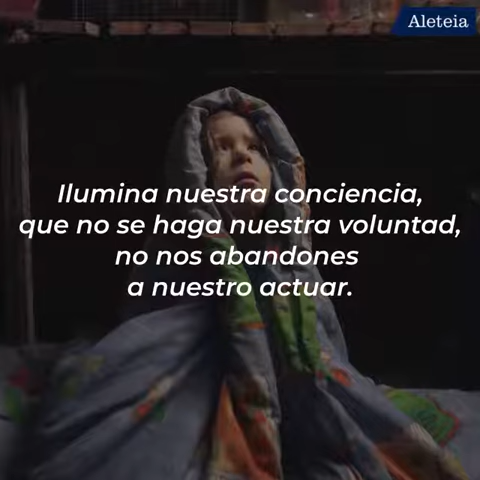 Aleteia
Ilumina nuestra conciencia,
que no se haga nuestra voluntad,
no nos abandones
a nuestro actuar.